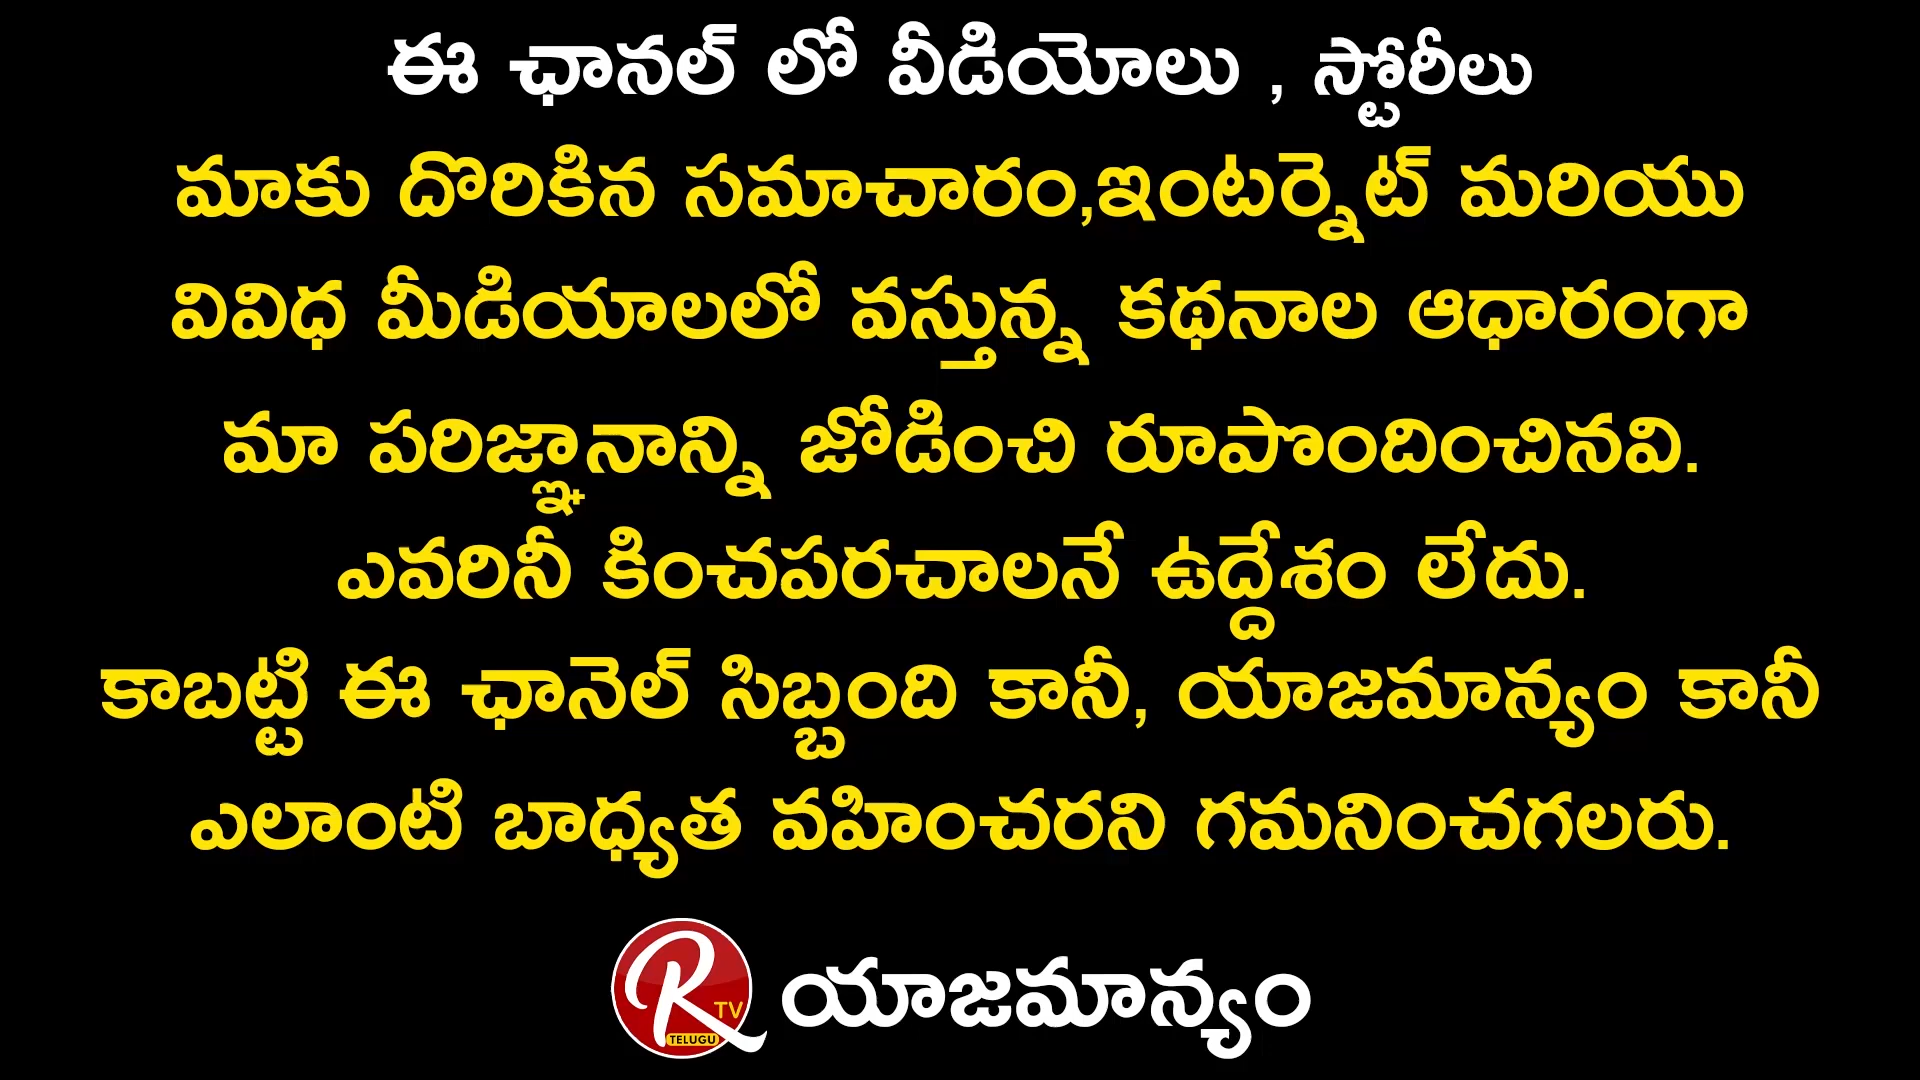 ఈ ఛానల్ లో వీడియోలు , స్టోరీలు
మాకు దొరికిన సమాచారం,ఇంటర్నెట్ మరియు
వివిధ మీడియాలలో వస్తున్న కథనాల ఆధారంగా
మా పరిజ్ఞానాన్ని జోడించి రూపొందించినవి.
ఎవరినీ కించపరచాలనే ఉద్దేశం లేదు.
కాబట్టి ఈ ఛానెల్ సిబ్బంది కానీ, యాజమాన్యం కానీ
ఎలాంటి బాధ్యత వహించరని గమనించగలరు.
R TV TELUGU యాజమాన్యం